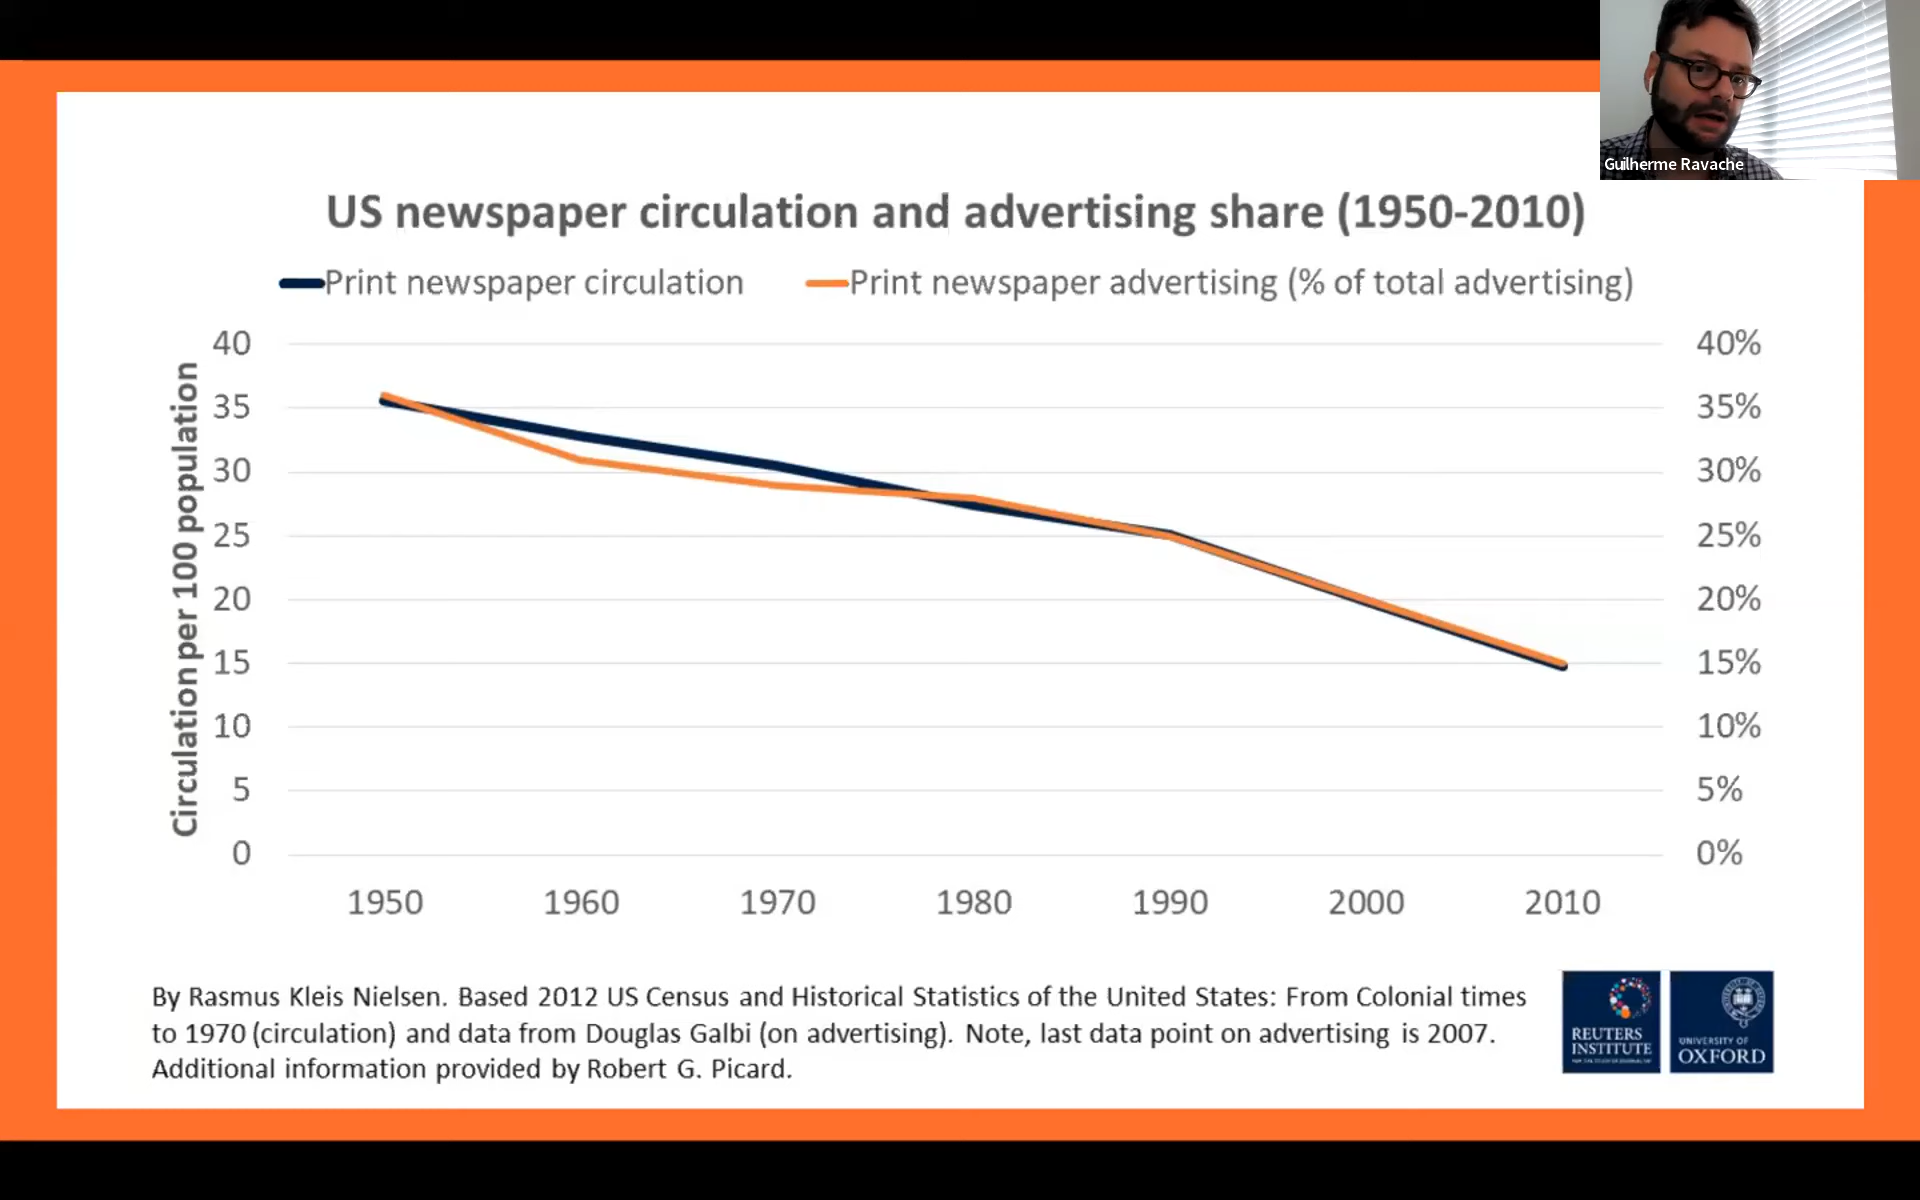 Guilherme Ravache
US newspaper circulation and advertising share (1950-2010)
Print newspaper circulation
Print newspaper advertising (% of total advertising)
Circulation per 100 population
40
35
30
25
20
15
10
5
0
40%
35%
30%
25%
20%
15%
10%
5%
0%
1950 1960 1970 1980 1990 2000 2010
By Rasmus Kleis Nielsen. Based 2012 US Census and Historical Statistics of the United States: From Colonial times
to 1970 (circulation) and data from Douglas Galbi (on advertising). Note, last data point on advertising is 2007.
Additional information provided by Robert G. Picard.
REUTERS
INSTITUTE
UNIVERSITY OF
OXFORD